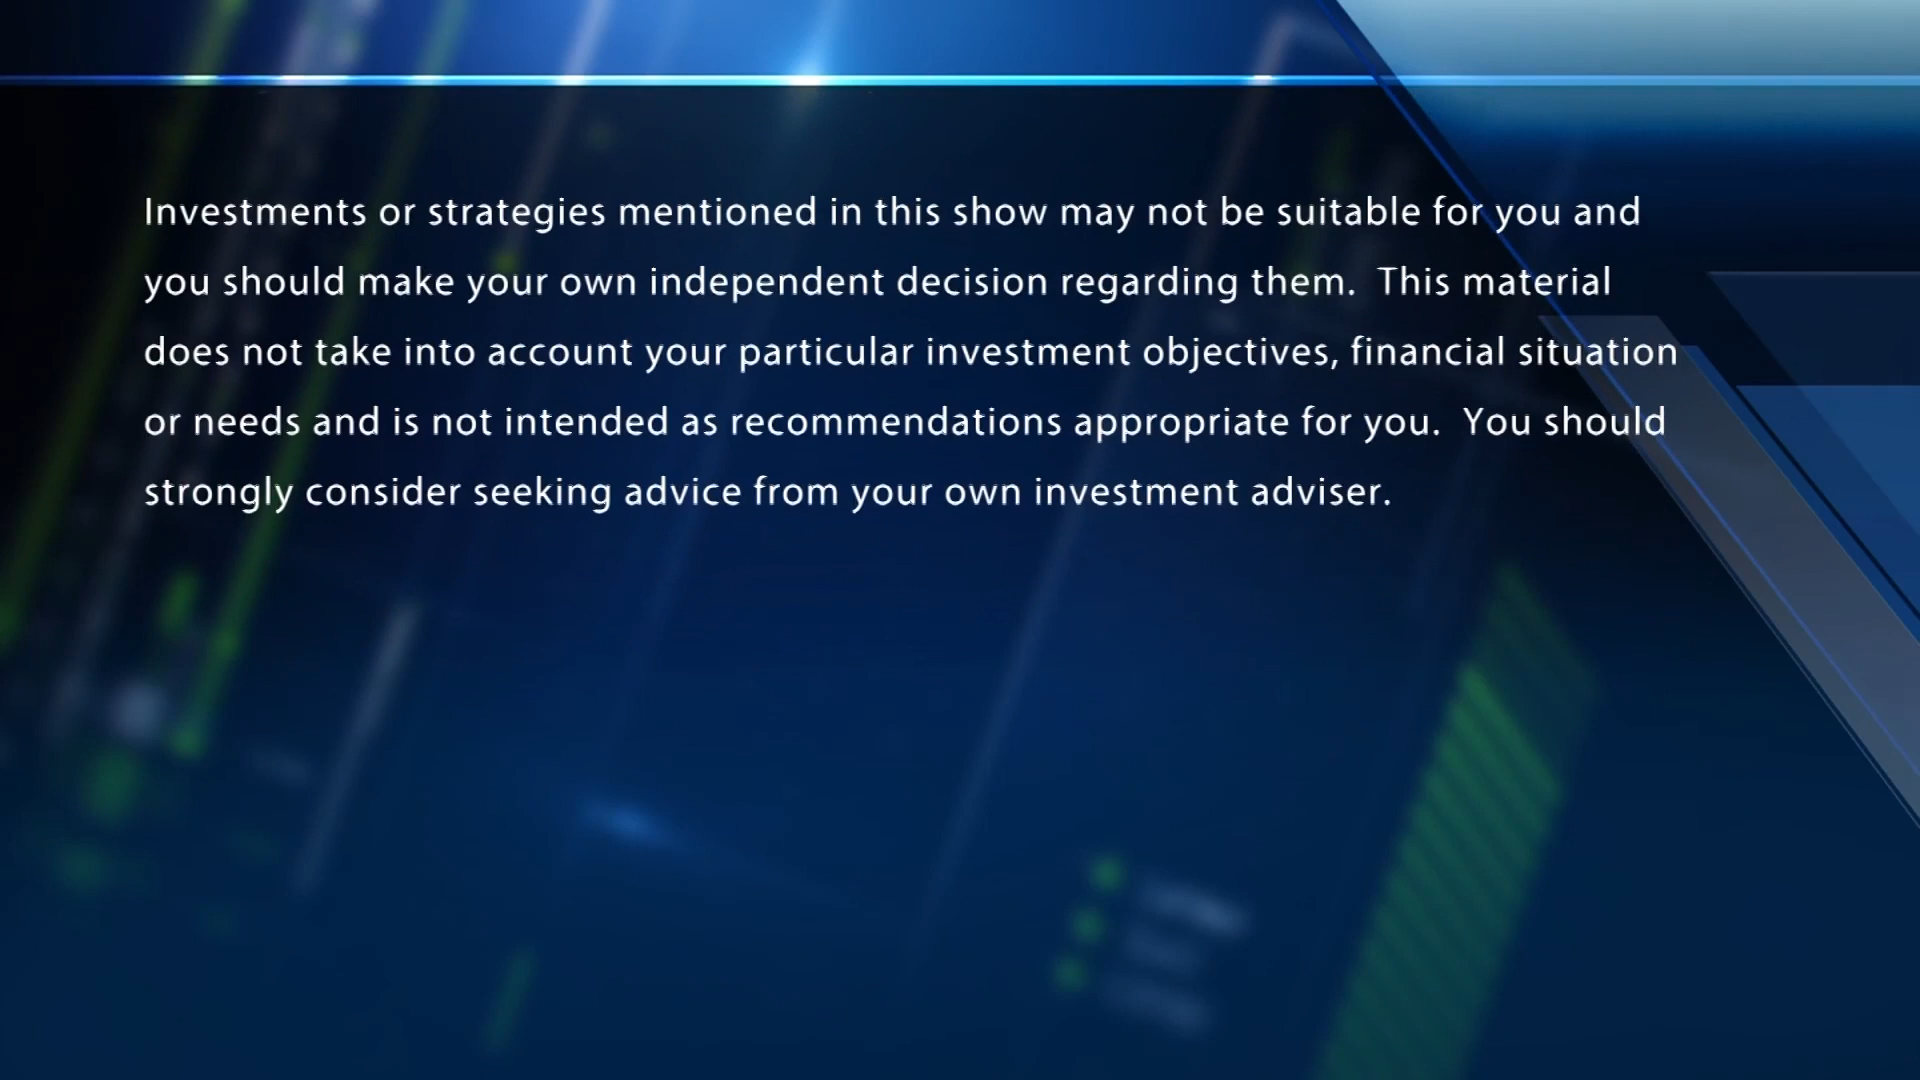 Investments or strategies mentioned in this show may not be suitable for you and
you should make your own independent decision regarding them.  This material
does not take into account your particular investment objectives, financial situation
or needs and is not intended as recommendations appropriate for you.  You should
strongly consider seeking advice from your own investment adviser.